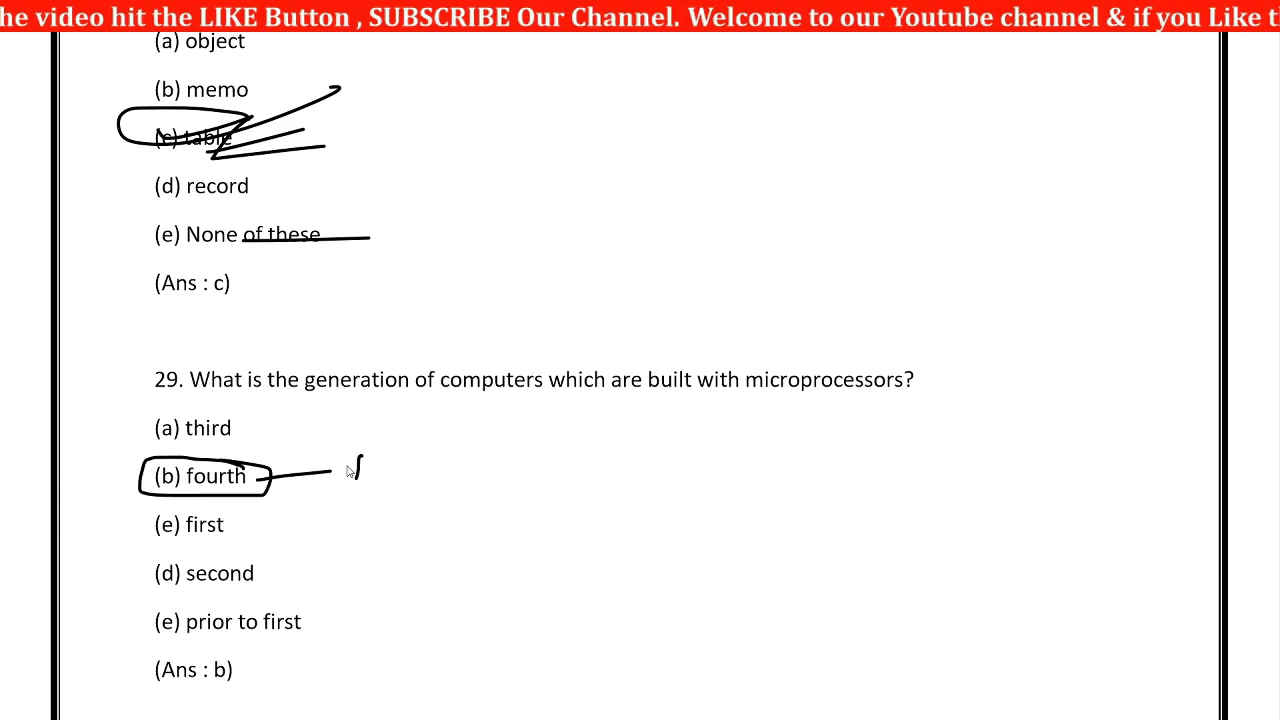 he video hit the LIKE Button , SUBSCRIBE Our Channel. Welcome to our Youtube channel & if you Like th
(a) object
(b) memo
(c) table
(d) record
(e) None of these
(Ans : c)
29. What is the generation of computers which are built with microprocessors?
(a) third
(b) fourth
(e) first
(d) second
(e) prior to first
(Ans : b)